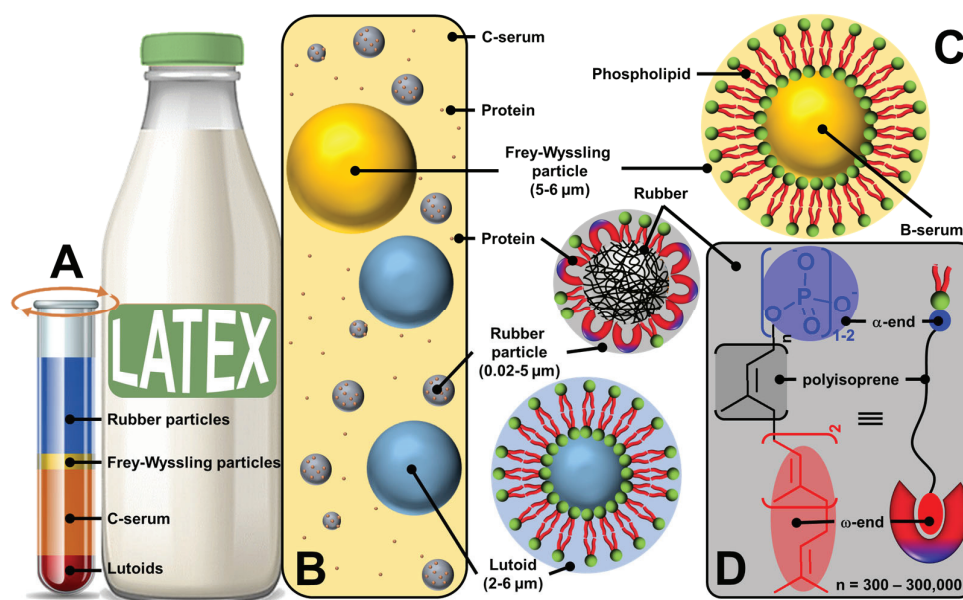 A
LATEX
Rubber particles
Frey-Wyssling particles
C-serum
Lutoids
B
C-serum
Protein
Frey-Wyssling
particle
(5-6 µm)
Protein
Rubber
Rubber
particle
(0.02-5 µm)
Lutoid
(2-6 µm)
C
Phospholipid
B-serum
D
O
O P O-
O
1-2
α-end
n
polyisoprene
2
ω-end
n = 300 – 300,000